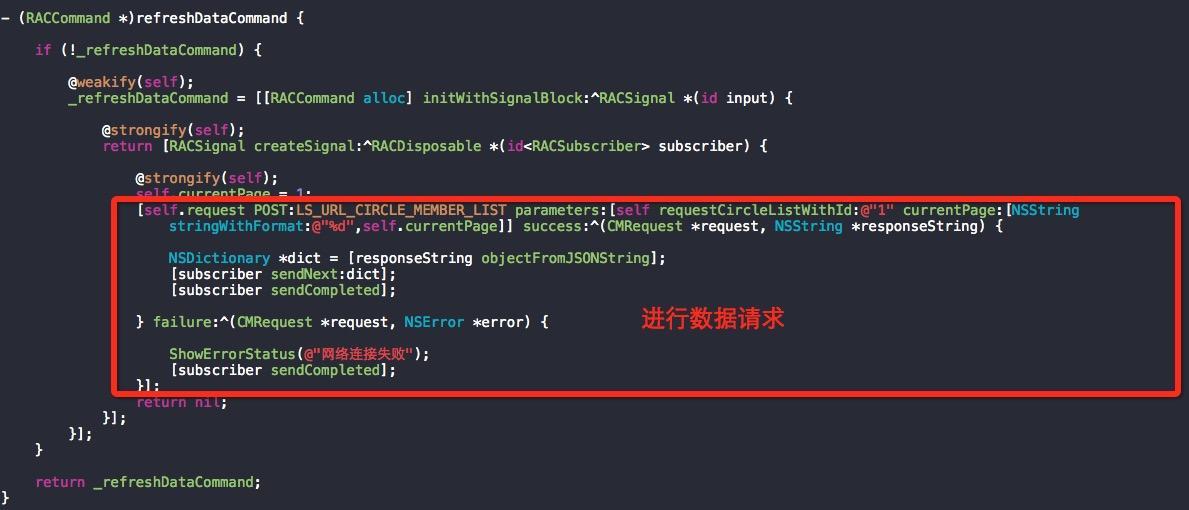 - (RACCommand *)refreshDataCommand {
if (!_refreshDataCommand) {
@weakify(self);
_refreshDataCommand = [[RACCommand alloc] initWithSignalBlock:^RACSignal *(id input) {
@strongify(self);
return [RACSignal createSignal:^RACDisposable *(id<RACSubscriber> subscriber) {
@strongify(self);
self.currentPage = 1;
[self.request POST:LS_URL_CIRCLE_MEMBER_LIST parameters:[self requestCircleListWithId:@"1" currentPage:[NSString
stringWithFormat:@"%d",self.currentPage]] success:^(CMRequest *request, NSString *responseString) {
NSDictionary *dict = [responseString objectFromJSONString];
[subscriber sendNext:dict];
[subscriber sendCompleted];
} failure:^(CMRequest *request, NSError *error) {
进行数据请求
ShowErrorStatus(@"网络连接失败");
[subscriber sendCompleted];
}];
return nil;
}];
}];
}
return _refreshDataCommand;
}